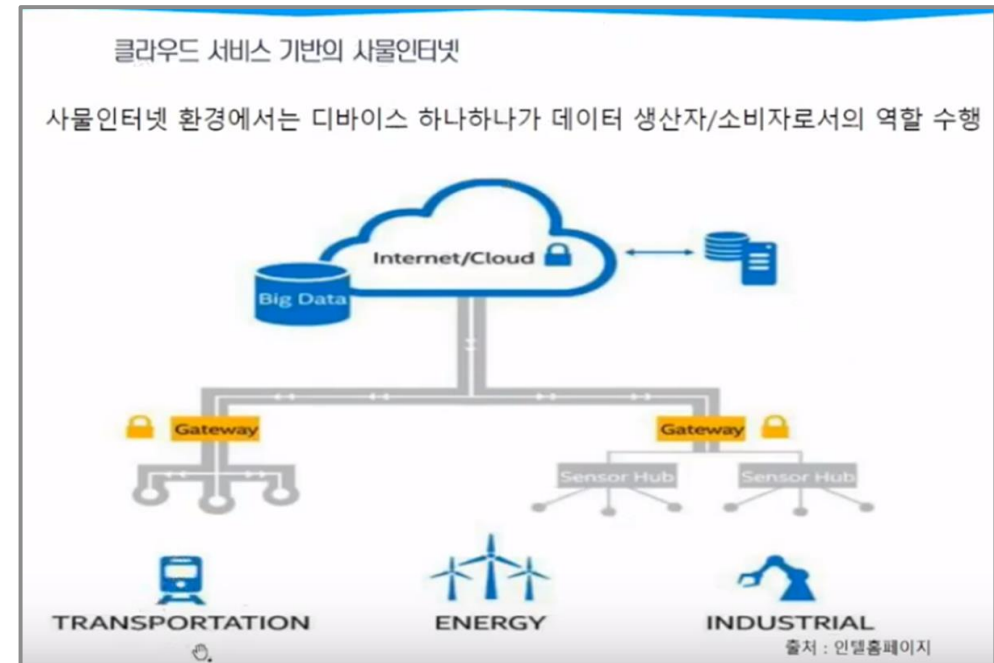 클라우드 서비스 기반의 사물인터넷
사물인터넷 환경에서는 디바이스 하나하나가 데이터 생산자/소비자로서의 역할 수행
Internet/Cloud
Big Data
Gateway
Gateway
Sensor Hub
Sensor Hub
TRANSPORTATION
ENERGY
INDUSTRIAL
출처 : 인텔홈페이지